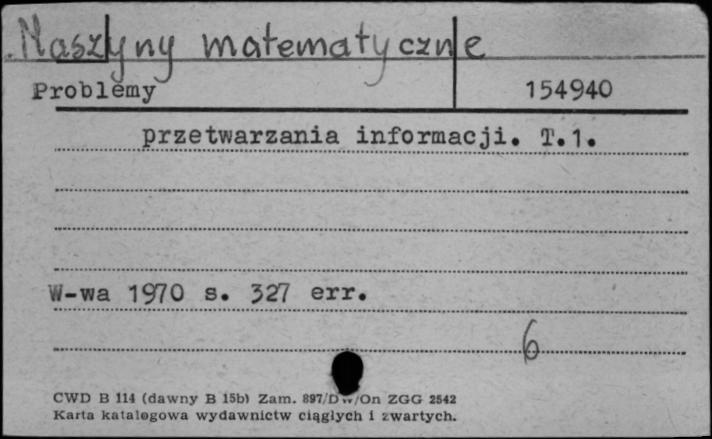 Maszyny matematyczne
Problemy 154940
przetwarzania informacji. T.1.
W-wa 1970 s. 327 err.
6
CWD B 114 (dawny B 15b) Zam. 897/DW/On ZGG 2542
Karta katalogowa wydawnictw ciągłych i zwartych.